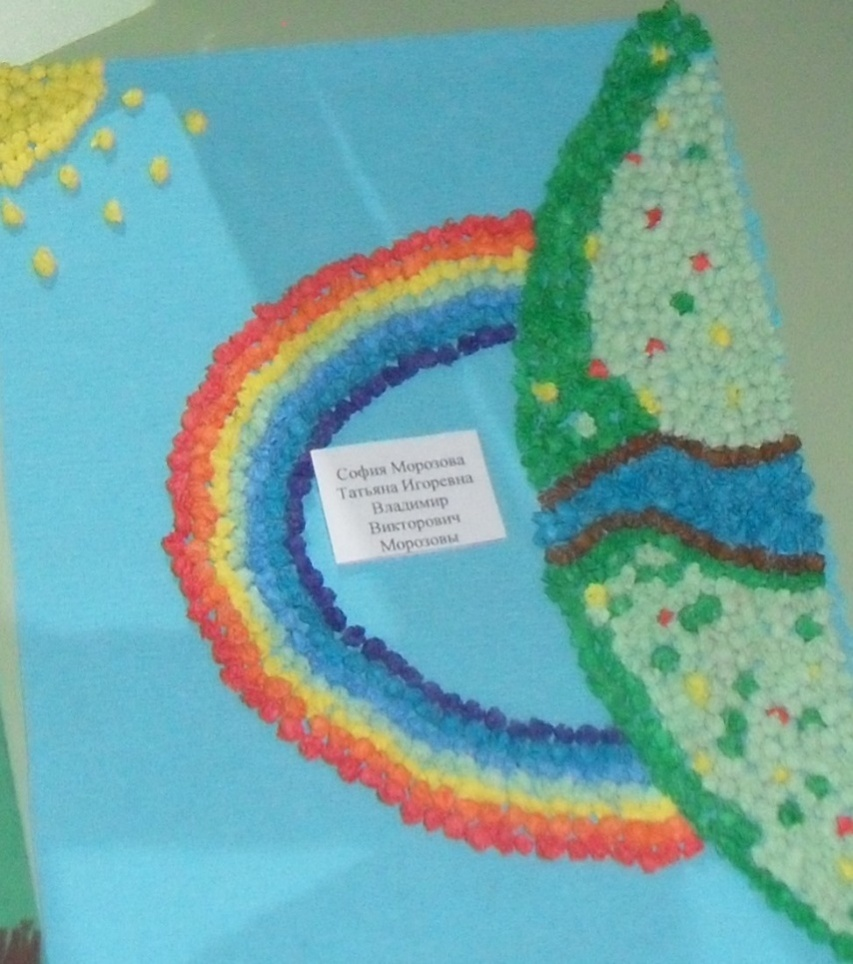 София Морозова
Татьяна Игоревна
Владимир
Викторович
Морозовы